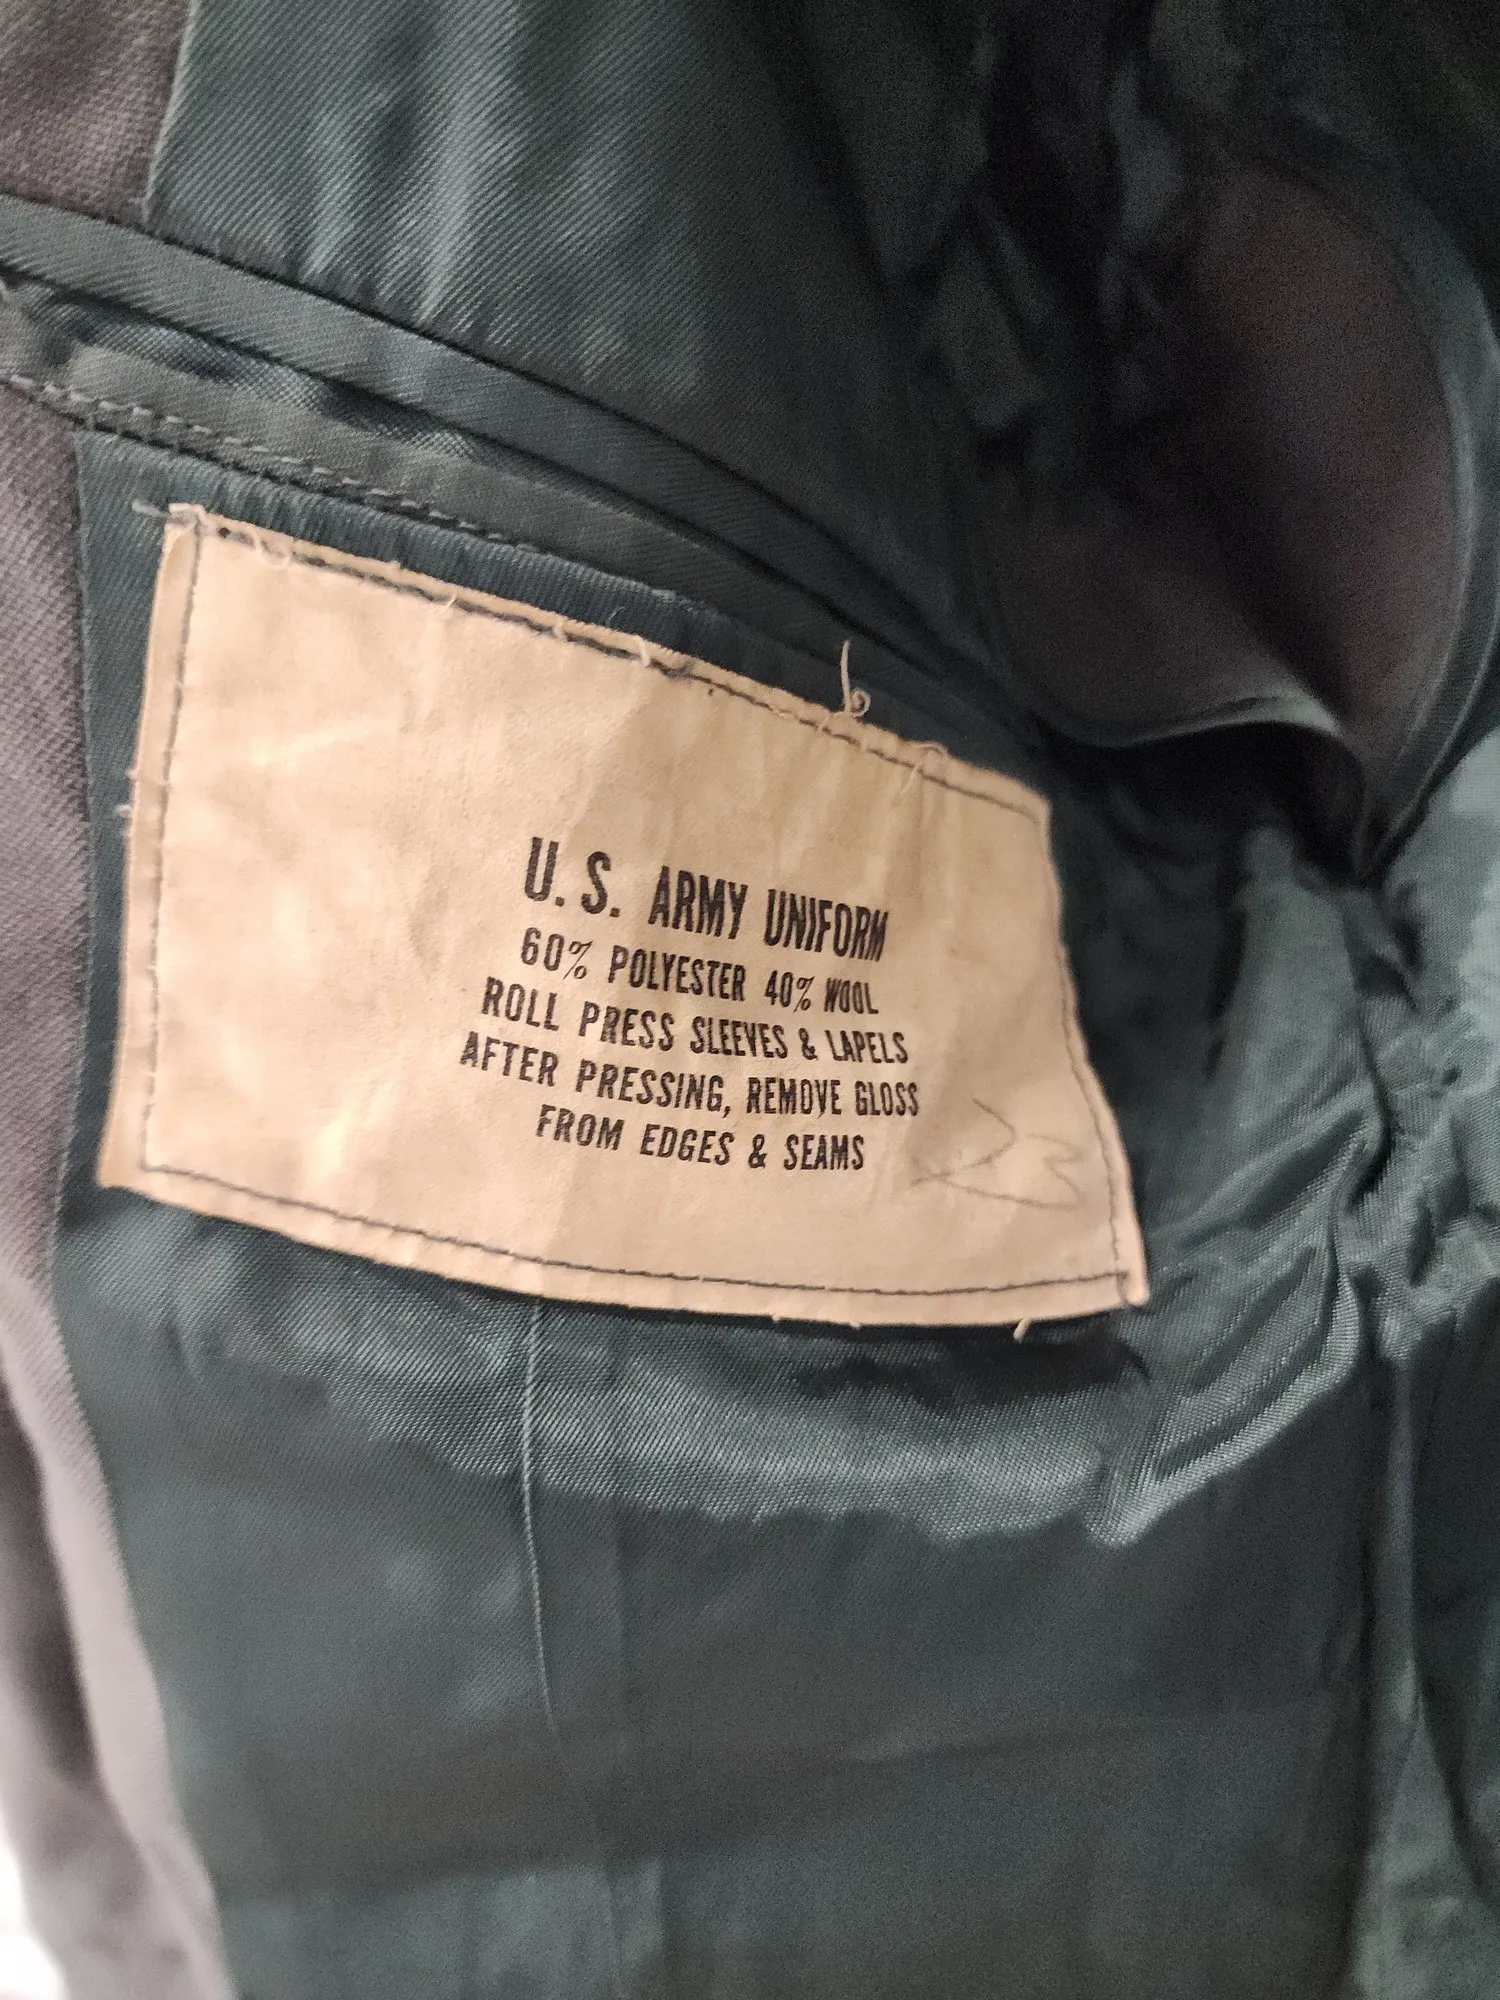 U.S. ARMY UNIFORM
60% POLYESTER 40% WOOL
ROLL PRESS SLEEVES & LAPELS
AFTER PRESSING, REMOVE GLOSS
FROM EDGES & SEAMS